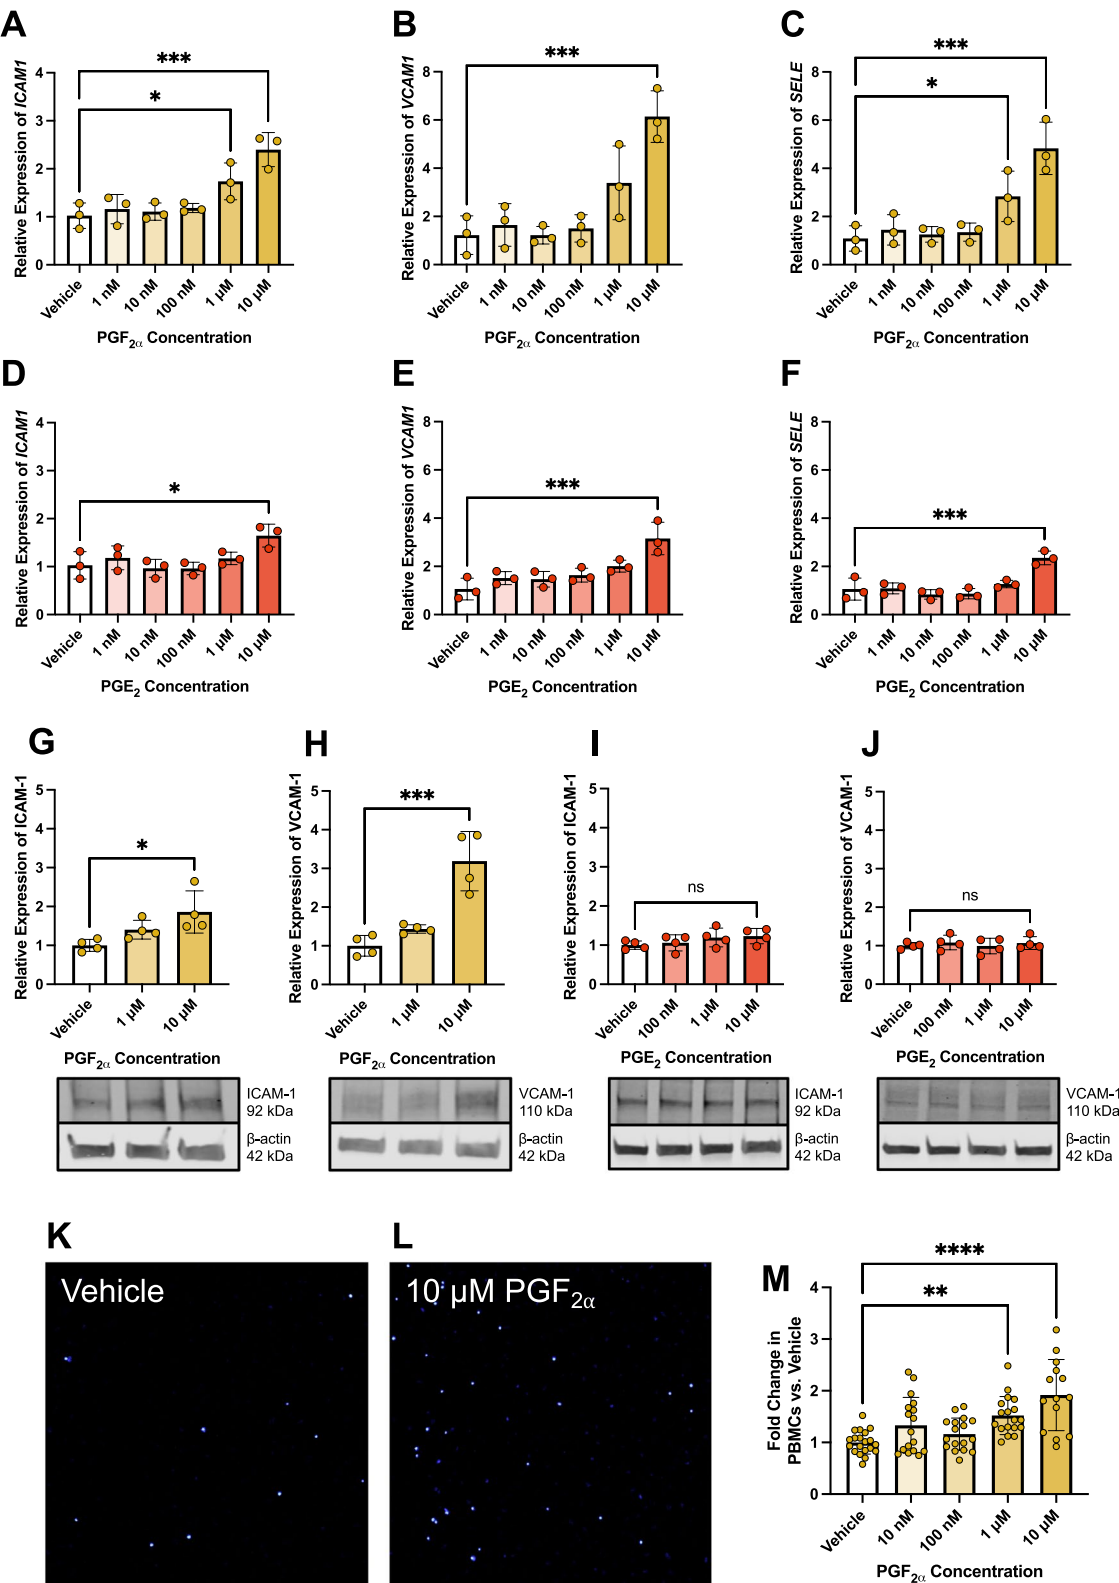 A
Relative Expression of ICAM1
4
3
2
1
0
***
*
Vehicle
1 nM
10 nM
100 nM
1 µM
10 µM
PGF2α Concentration
B
Relative Expression of VCAM1
8
6
4
2
0
***
Vehicle
1 nM
10 nM
100 nM
1 µM
10 µM
PGF2α Concentration
C
Relative Expression of SELE
8
6
4
2
0
***
*
Vehicle
1 nM
10 nM
100 nM
1 µM
10 µM
PGF2α Concentration
D
Relative Expression of ICAM1
4
3
2
1
0
*
Vehicle
1 nM
10 nM
100 nM
1 µM
10 µM
PGE2 Concentration
E
Relative Expression of VCAM1
8
6
4
2
0
***
Vehicle
1 nM
10 nM
100 nM
1 µM
10 µM
PGE2 Concentration
F
Relative Expression of SELE
8
6
4
2
0
***
Vehicle
1 nM
10 nM
100 nM
1 µM
10 µM
PGE2 Concentration
G
Relative Expression of ICAM-1
5
4
3
2
1
0
*
Vehicle
1 µM
10 µM
PGF2α Concentration
ICAM-1
92 kDa
β-actin
42 kDa
H
Relative Expression of VCAM-1
5
4
3
2
1
0
***
Vehicle
1 µM
10 µM
PGF2α Concentration
VCAM-1
110 kDa
β-actin
42 kDa
I
Relative Expression of ICAM-1
5
4
3
2
1
0
ns
Vehicle
100 nM
1 µM
10 µM
PGE2 Concentration
ICAM-1
92 kDa
β-actin
42 kDa
J
Relative Expression of VCAM-1
5
4
3
2
1
0
ns
Vehicle
100 nM
1 µM
10 µM
PGE2 Concentration
VCAM-1
110 kDa
β-actin
42 kDa
K
Vehicle
L
10 µM PGF2α
M
Fold Change in
PBMCs vs. Vehicle
4
3
2
1
0
****
**
Vehicle
10 nM
100 nM
1 µM
10 µM
PGF2α Concentration